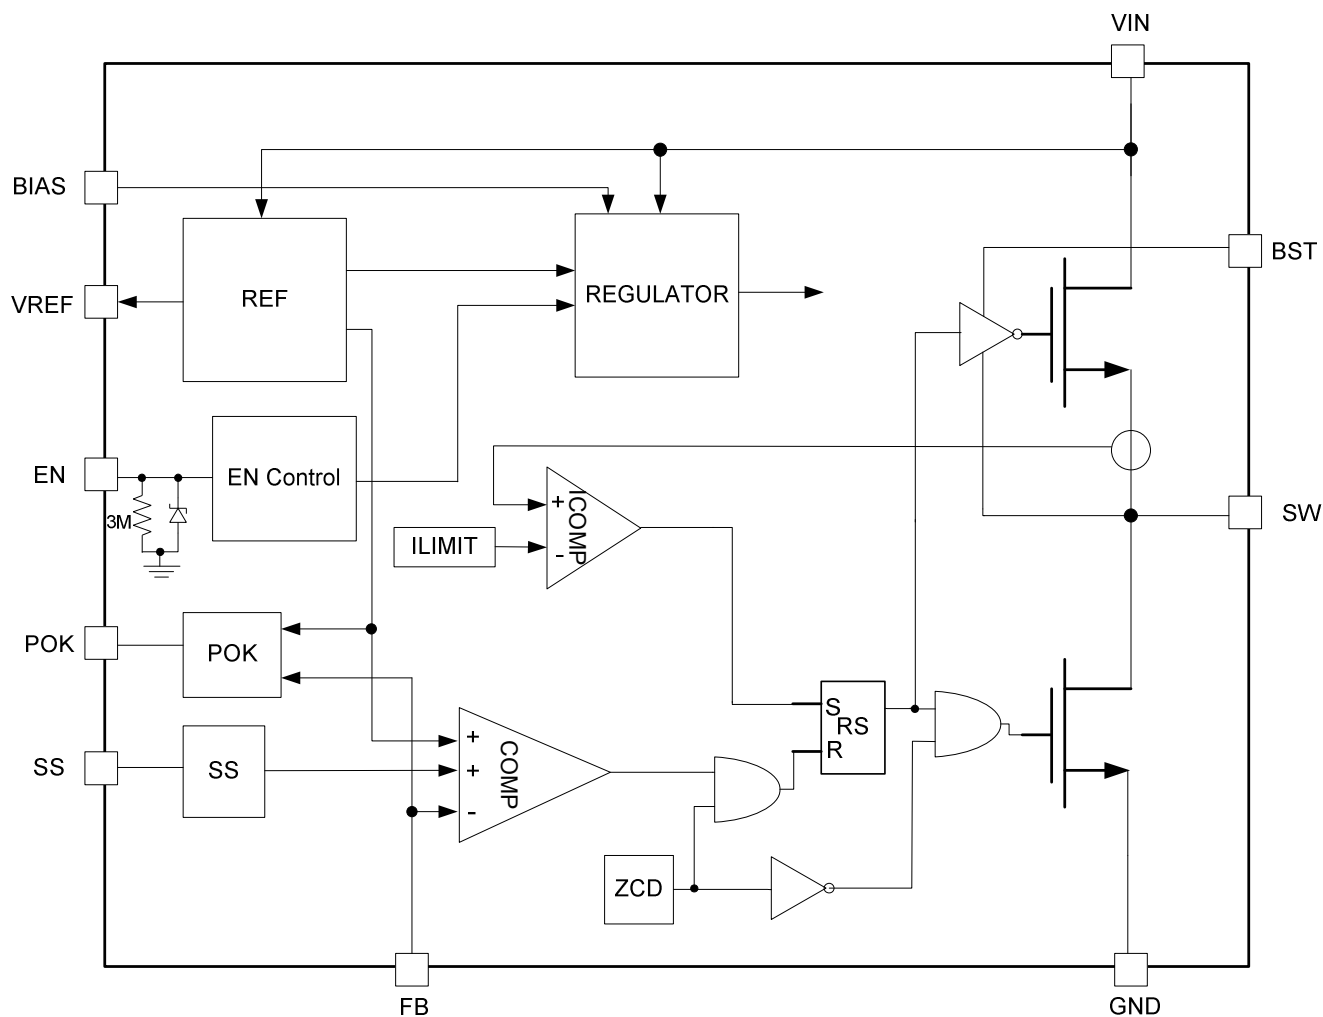 VIN
BIAS
BST
VREF
REF
REGULATOR
EN
EN Control
3M
+
ICOMP
-
ILIMIT
SW
POK
POK
S
RS
R
SS
SS
+
+
-
COMP
ZCD
FB
GND